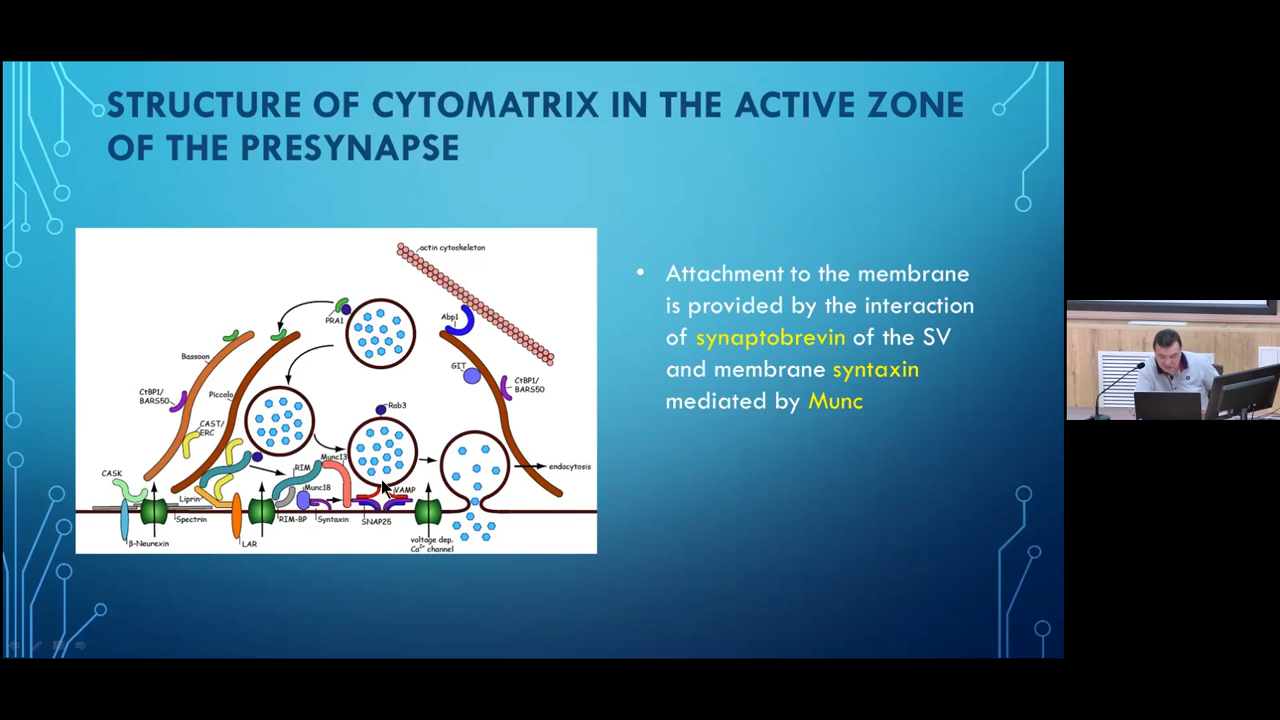 STRUCTURE OF CYTOMATRIX IN THE ACTIVE ZONE
OF THE PRESYNAPSE
actin cytoskeleton
PRA1
Abp1
Bassoon
GIT
CtBP1/
BARS50
CtBP1/
BARS50
Piccolo
Rab3
CAST/
ERC
Munc13
CASK
RIM
endocytosis
Munc18
VAMP
Liprin
Spectrin
RIM-BP
Syntaxin
SNAP25
β-Neurexin
LAR
voltage dep.
Ca2+ channel
• Attachment to the membrane
is provided by the interaction
of synaptobrevin of the SV
and membrane syntaxin
mediated by Munc